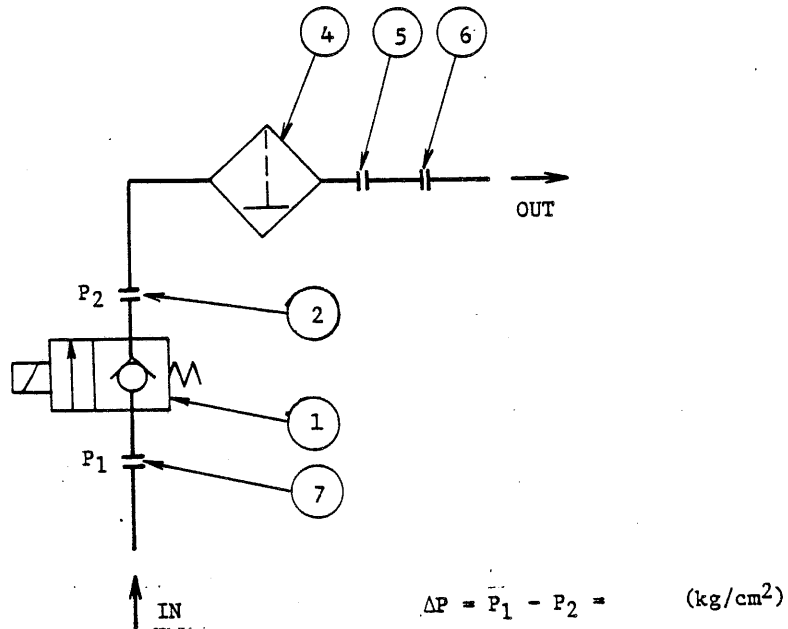 4 5 6
OUT
P2
2
1
P1
7
IN
ΔP = P1 - P2 = (kg/cm²)